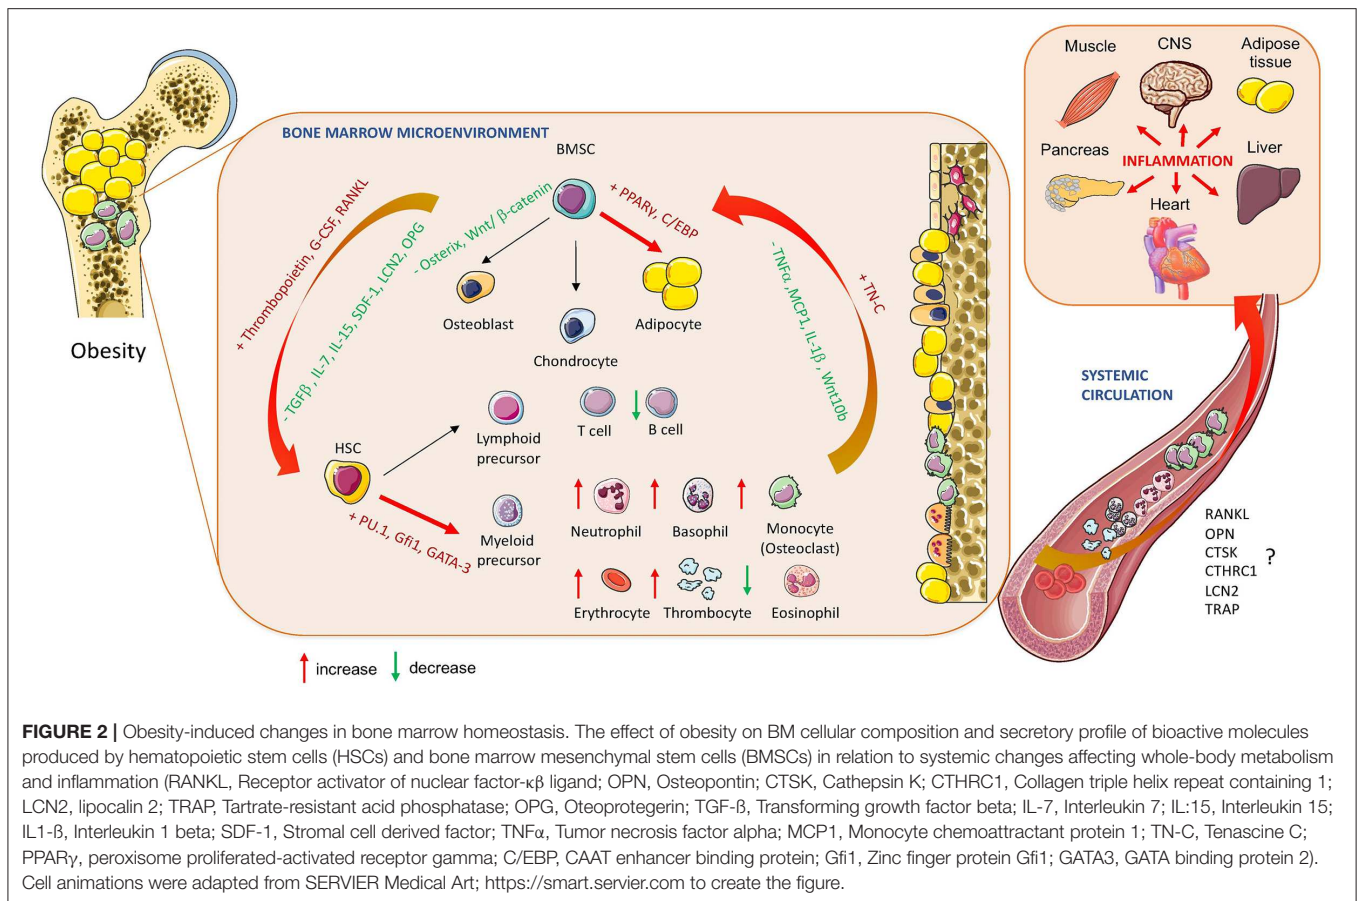 Obesity
BONE MARROW MICROENVIRONMENT
BMSC
+ Thrombopoietin, G-CSF, RANKL
- TGFβ, IL-7, IL-15, SDF-1, LCN2, OPG
- Osterix, Wnt/ β-catenin
+ PPARγ, C/EBP
- TNFα ,MCP1, IL-1β , Wnt10b
+ TN-C
Osteoblast
Chondrocyte
Adipocyte
HSC
Lymphoid
precursor
T cell
B cell
+ PU.1, Gfi1, GATA-3
Myeloid
precursor
Neutrophil
Basophil
Monocyte
(Osteoclast)
Erythrocyte
Thrombocyte
Eosinophil
increase
decrease
Muscle
CNS
Adipose
tissue
Pancreas
INFLAMMATION
Liver
Heart
SYSTEMIC
CIRCULATION
RANKL
OPN
CTSK
CTHRC1
LCN2
TRAP
?
FIGURE 2 | Obesity-induced changes in bone marrow homeostasis. The effect of obesity on BM cellular composition and secretory profile of bioactive molecules
produced by hematopoietic stem cells (HSCs) and bone marrow mesenchymal stem cells (BMSCs) in relation to systemic changes affecting whole-body metabolism
and inflammation (RANKL, Receptor activator of nuclear factor-κβ ligand; OPN, Osteopontin; CTSK, Cathepsin K; CTHRC1, Collagen triple helix repeat containing 1;
LCN2, lipocalin 2; TRAP, Tartrate-resistant acid phosphatase; OPG, Oteoprotegerin; TGF-ß, Transforming growth factor beta; IL-7, Interleukin 7; IL:15, Interleukin 15;
IL1-ß, Interleukin 1 beta; SDF-1, Stromal cell derived factor; TNFα, Tumor necrosis factor alpha; MCP1, Monocyte chemoattractant protein 1; TN-C, Tenascine C;
PPARγ, peroxisome proliferated-activated receptor gamma; C/EBP, CAAT enhancer binding protein; Gfi1, Zinc finger protein Gfi1; GATA3, GATA binding protein 2).
Cell animations were adapted from SERVIER Medical Art; https://smart.servier.com to create the figure.